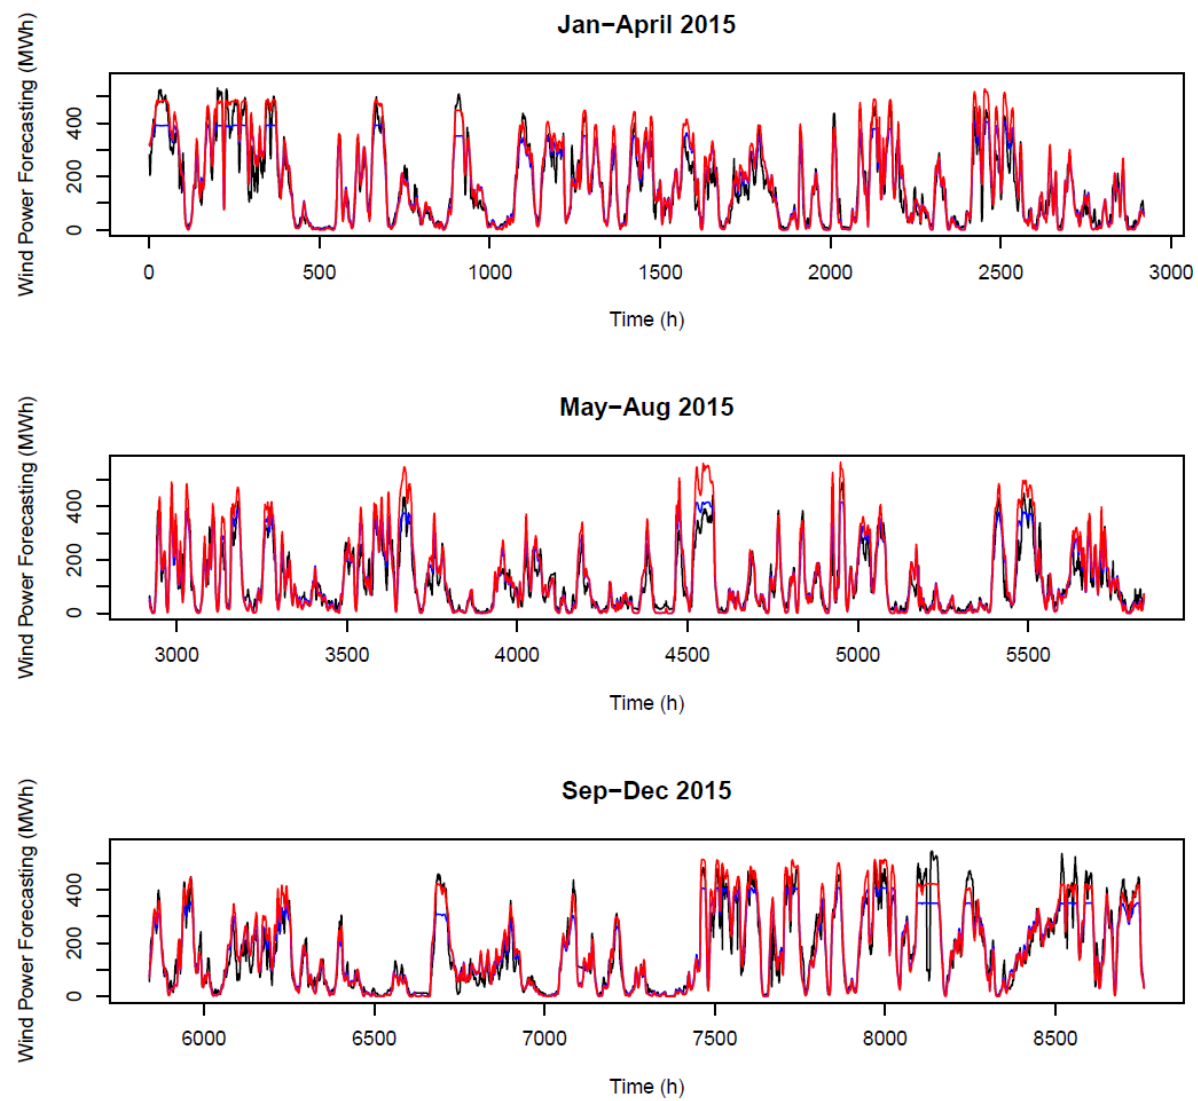 Jan−April 2015
Wind Power Forecasting (MWh)
0 200 400
0 500 1000 1500 2000 2500 3000
Time (h)
May−Aug 2015
Wind Power Forecasting (MWh)
0 200 400
3000 3500 4000 4500 5000 5500
Time (h)
Sep−Dec 2015
Wind Power Forecasting (MWh)
0 200 400
6000 6500 7000 7500 8000 8500
Time (h)